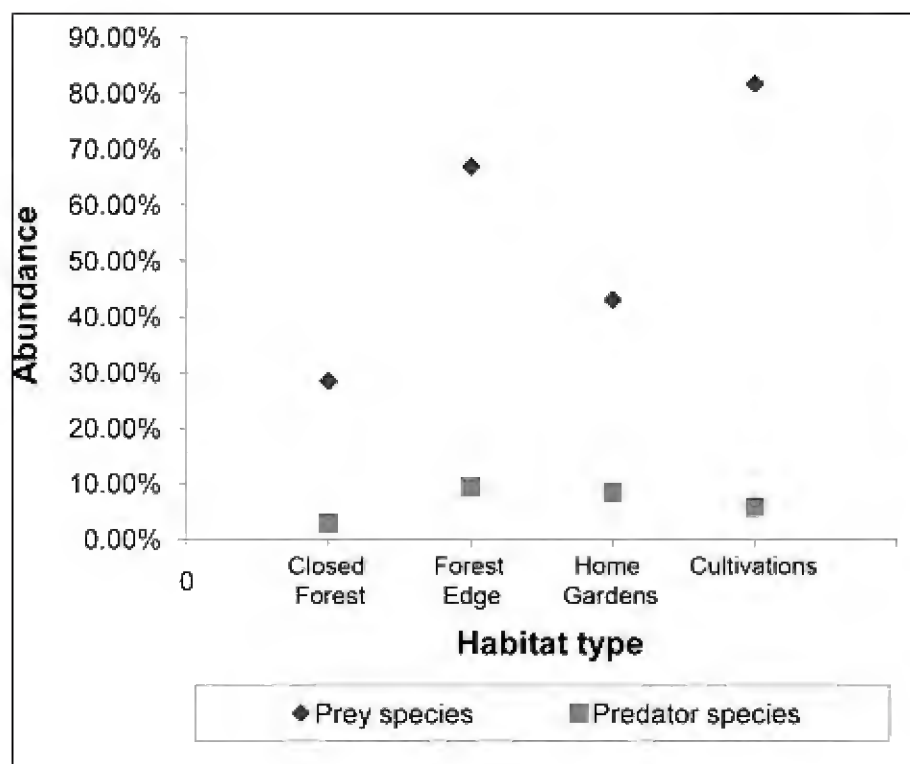 90.00%
80.00%
70.00%
60.00%
50.00%
40.00%
30.00%
20.00%
10.00%
0.00%
Abundance
0
Closed Forest
Forest Edge
Home Gardens
Cultivations
Habitat type
Prey species
Predator species